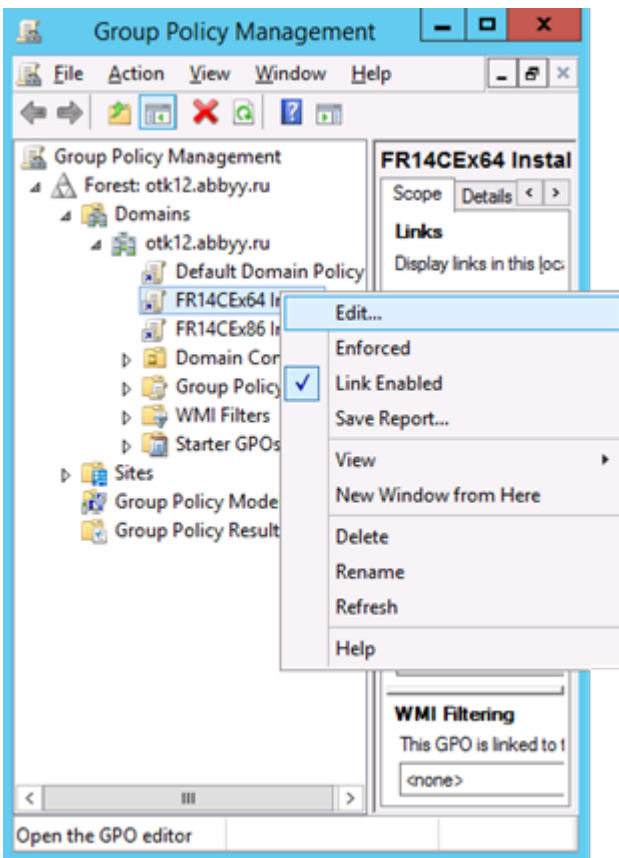 Group Policy Management
File Action View Window Help
Group Policy Management
Forest: otk12.abbyy.ru
Domains
otk12.abbyy.ru
Default Domain Policy
FR14CEx64 I
FR14CEx86 I
Domain Con
Group Policy
WMI Filters
Starter GPOs
Sites
Group Policy Mode
Group Policy Result
FR14CEx64 Instal
Scope Details
Links
Display links in this loc
Edit...
Enforced
Link Enabled
Save Report...
View
New Window from Here
Delete
Rename
Refresh
Help
WMI Filtering
This GPO is linked to t
<none>
Open the GPO editor